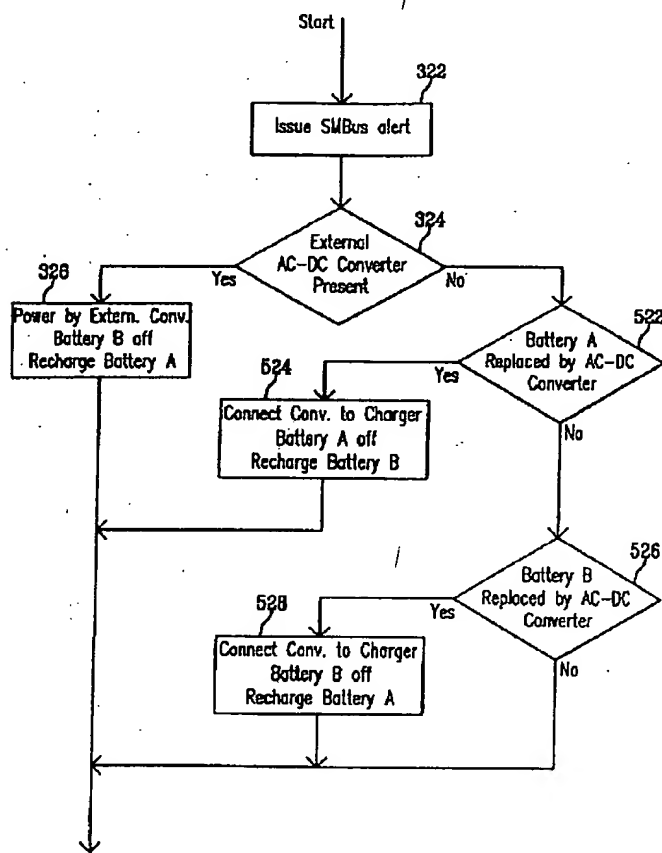 Start
322
Issue SMBus alert
324
External
AC-DC Converter
Present
Yes
No
326
Power by Extern. Conv.
Battery B off
Recharge Battery A
522
Battery A
Replaced by AC-DC
Converter
Yes
No
524
Connect Conv. to Charger
Battery A off
Recharge Battery B
526
Battery B
Replaced by AC-DC
Converter
Yes
No
528
Connect Conv. to Charger
Battery B off
Recharge Battery A